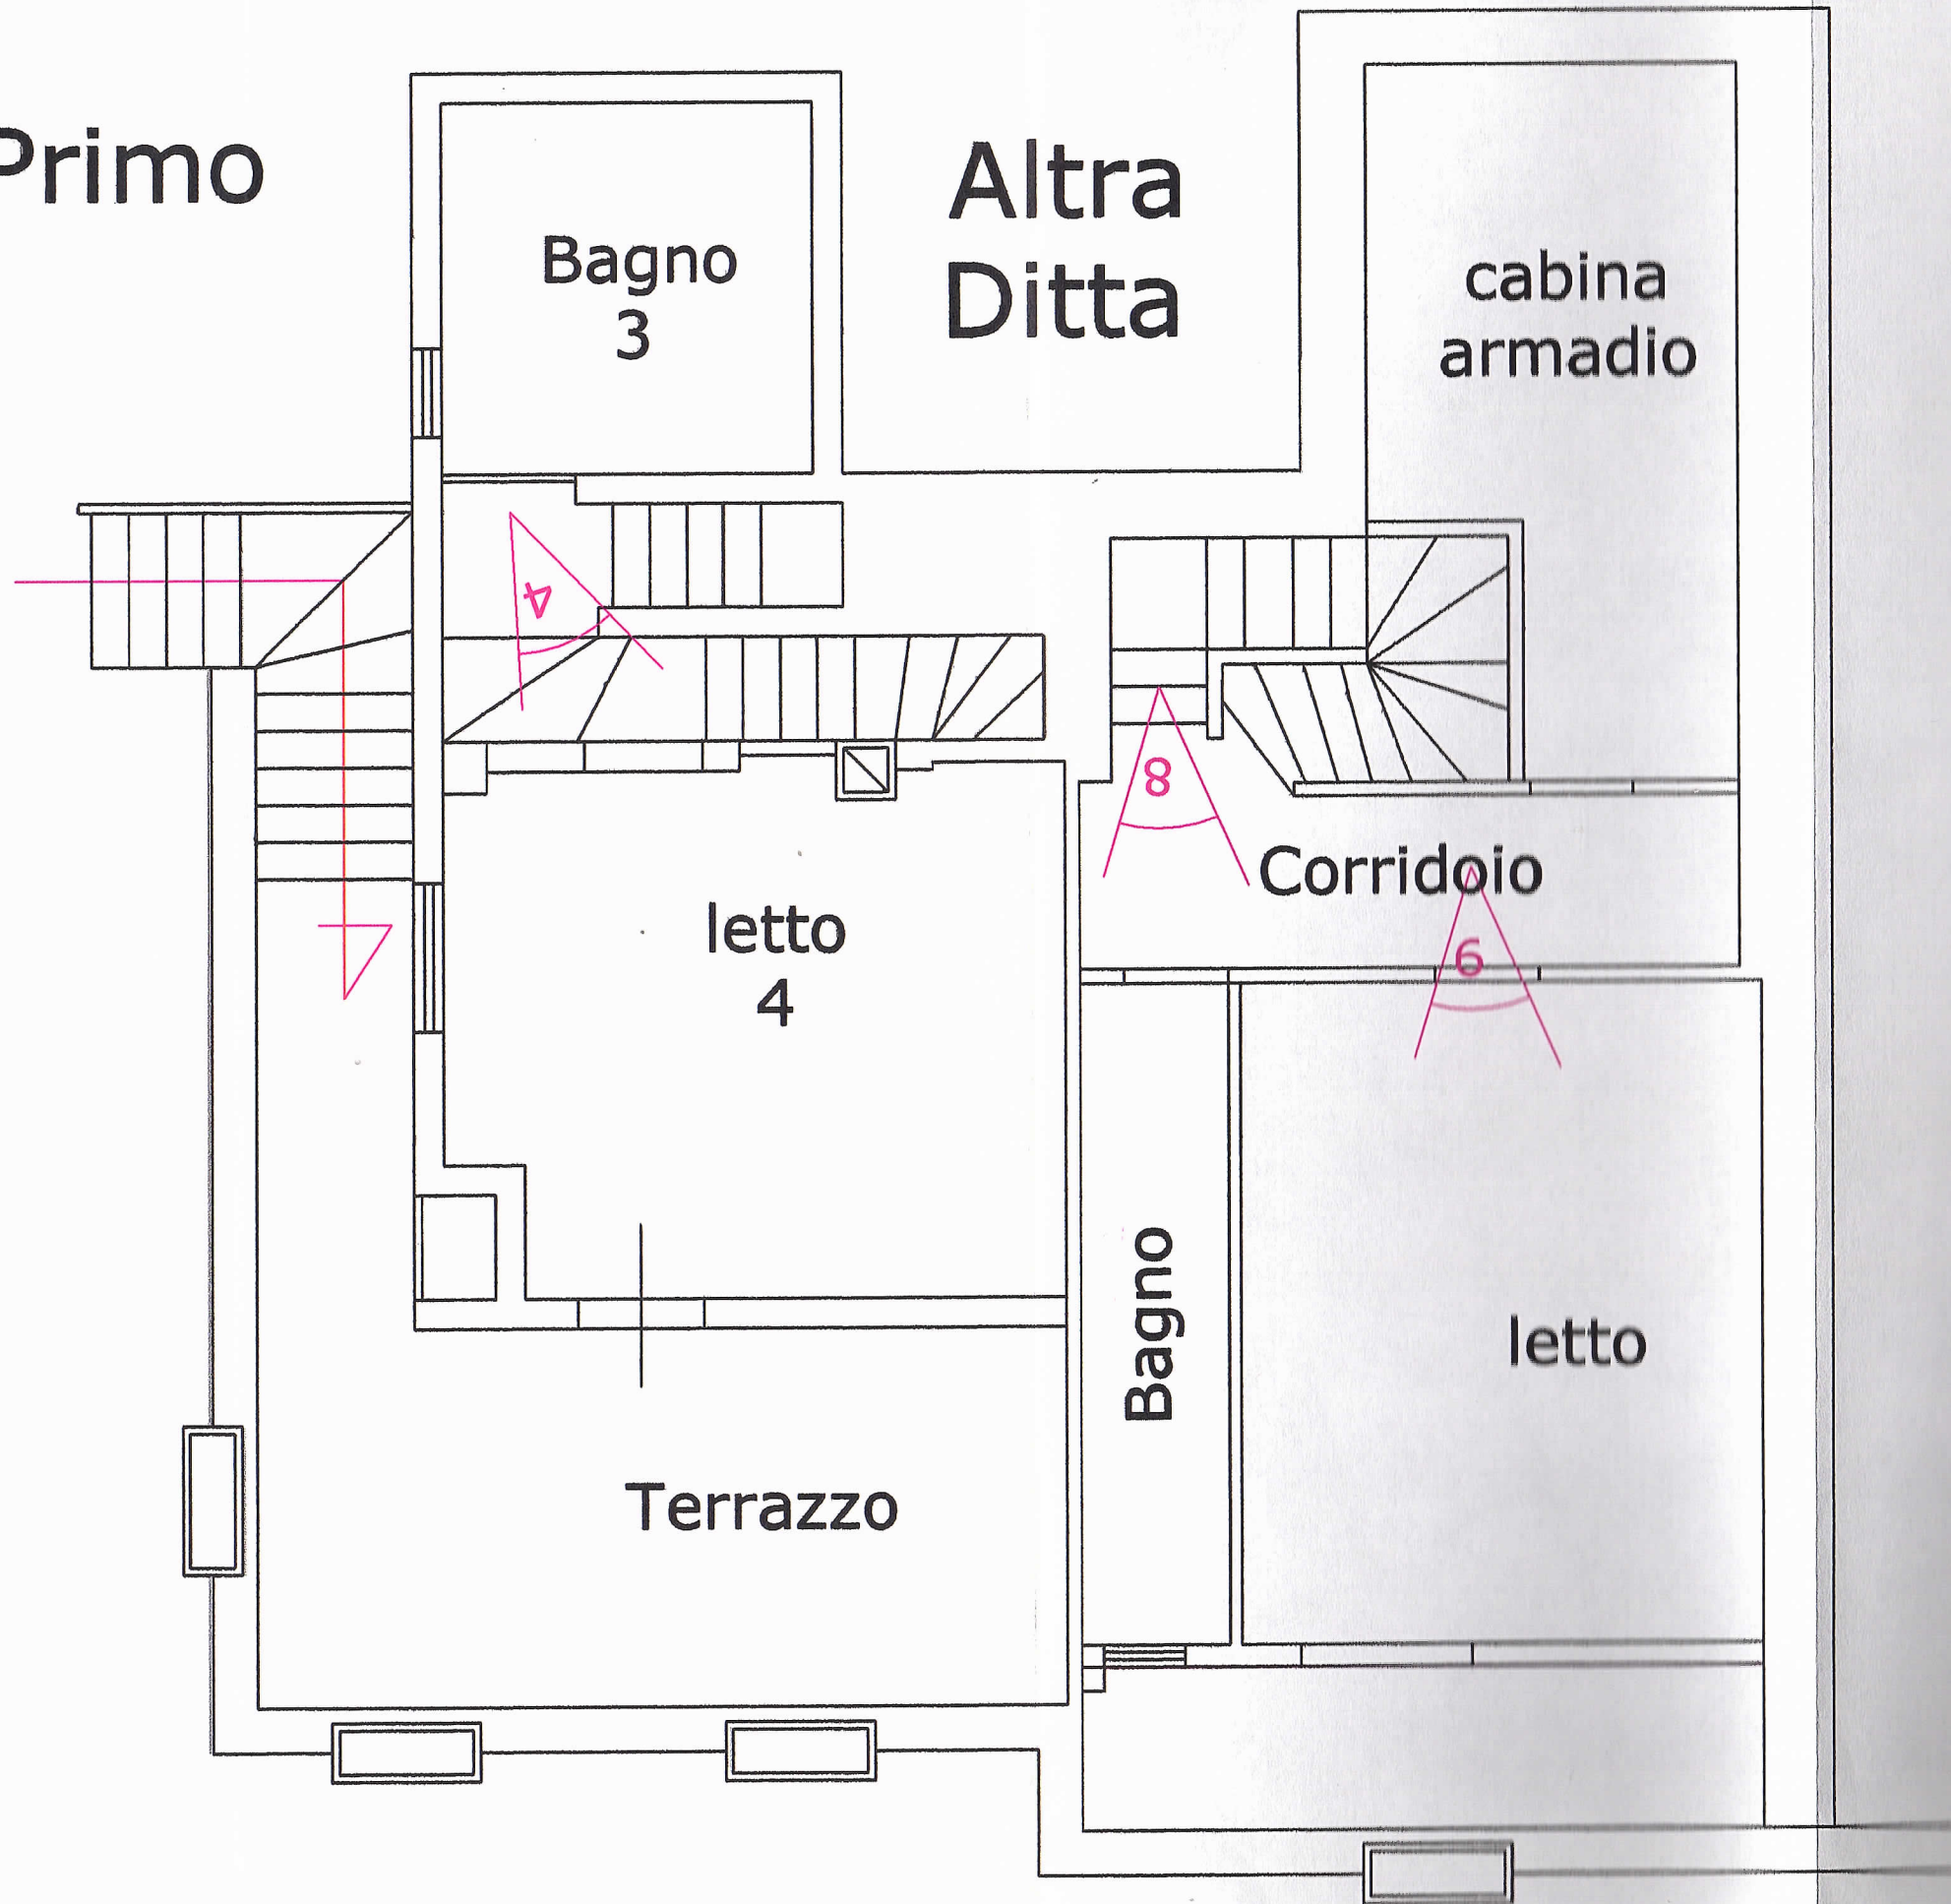 Primo
Altra
Ditta
Bagno
3
cabina
armadio
4
8
Corridoio
6
letto
4
Bagno
letto
Terrazzo